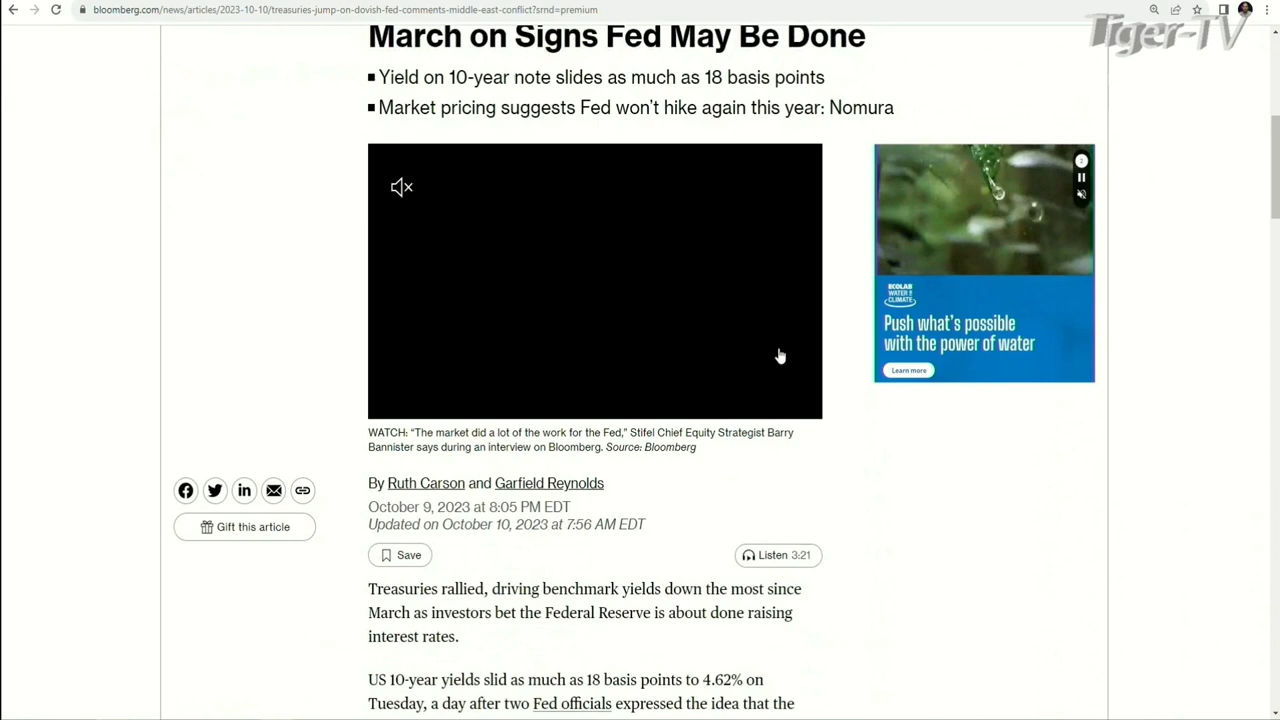 bloomberg.com/news/articles/2023-10-10/treasuries-jump-on-dovish-fed-comments-middle-east-conflict?srnd=premium
Tiger-TV
March on Signs Fed May Be Done
Yield on 10-year note slides as much as 18 basis points
Market pricing suggests Fed won't hike again this year: Nomura
ECOLAB
WATER FOR
CLIMATE
Push what's possible
with the power of water
Learn more
WATCH: “The market did a lot of the work for the Fed,” Stifel Chief Equity Strategist Barry
Bannister says during an interview on Bloomberg. Source: Bloomberg
By Ruth Carson and Garfield Reynolds
October 9, 2023 at 8:05 PM EDT
Updated on October 10, 2023 at 7:56 AM EDT
Gift this article
Save
Listen 3:21
Treasuries rallied, driving benchmark yields down the most since
March as investors bet the Federal Reserve is about done raising
interest rates.
US 10-year yields slid as much as 18 basis points to 4.62% on
Tuesday, a day after two Fed officials expressed the idea that the